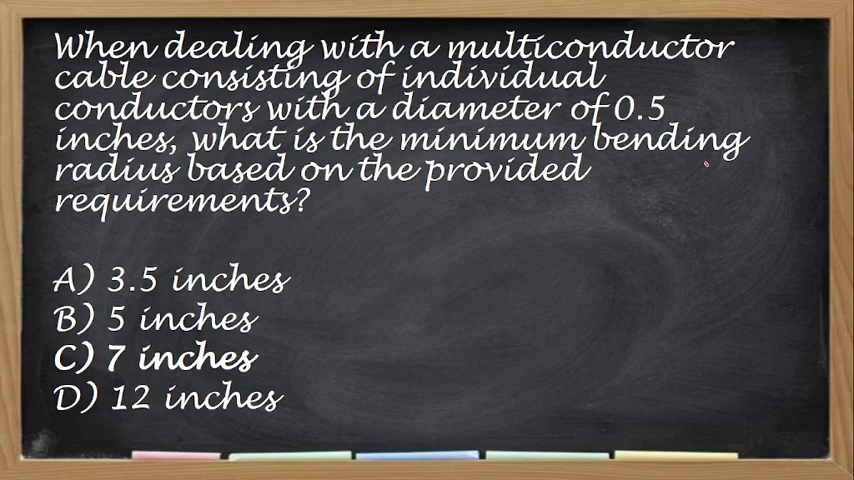 When dealing with a multiconductor
cable consisting of individual
conductors with a diameter of 0.5
inches, what is the minimum bending
radius based on the provided
requirements?
A) 3.5 inches
B) 5 inches
C) 7 inches
D) 12 inches